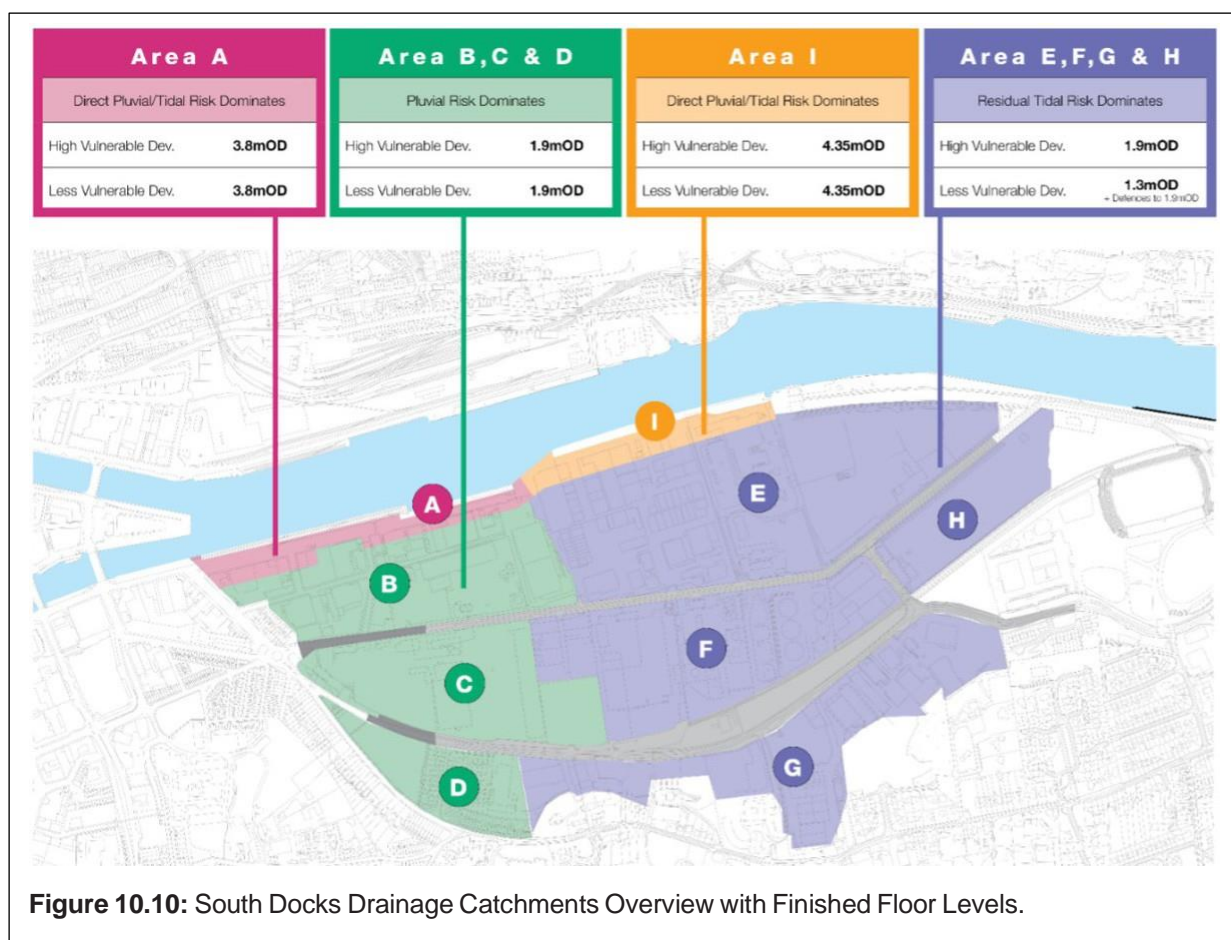 Area A
Direct Pluvial/Tidal Risk Dominates
High Vulnerable Dev. 3.8mOD
Less Vulnerable Dev. 3.8mOD
Area B,C & D
Pluvial Risk Dominates
High Vulnerable Dev. 1.9mOD
Less Vulnerable Dev. 1.9mOD
Area I
Direct Pluvial/Tidal Risk Dominates
High Vulnerable Dev. 4.35mOD
Less Vulnerable Dev. 4.35mOD
Area E,F,G & H
Residual Tidal Risk Dominates
High Vulnerable Dev. 1.9mOD
Less Vulnerable Dev. 1.3mOD
+ Defences to 1.9mOD
I
A
E
H
B
F
C
G
D
Figure 10.10: South Docks Drainage Catchments Overview with Finished Floor Levels.